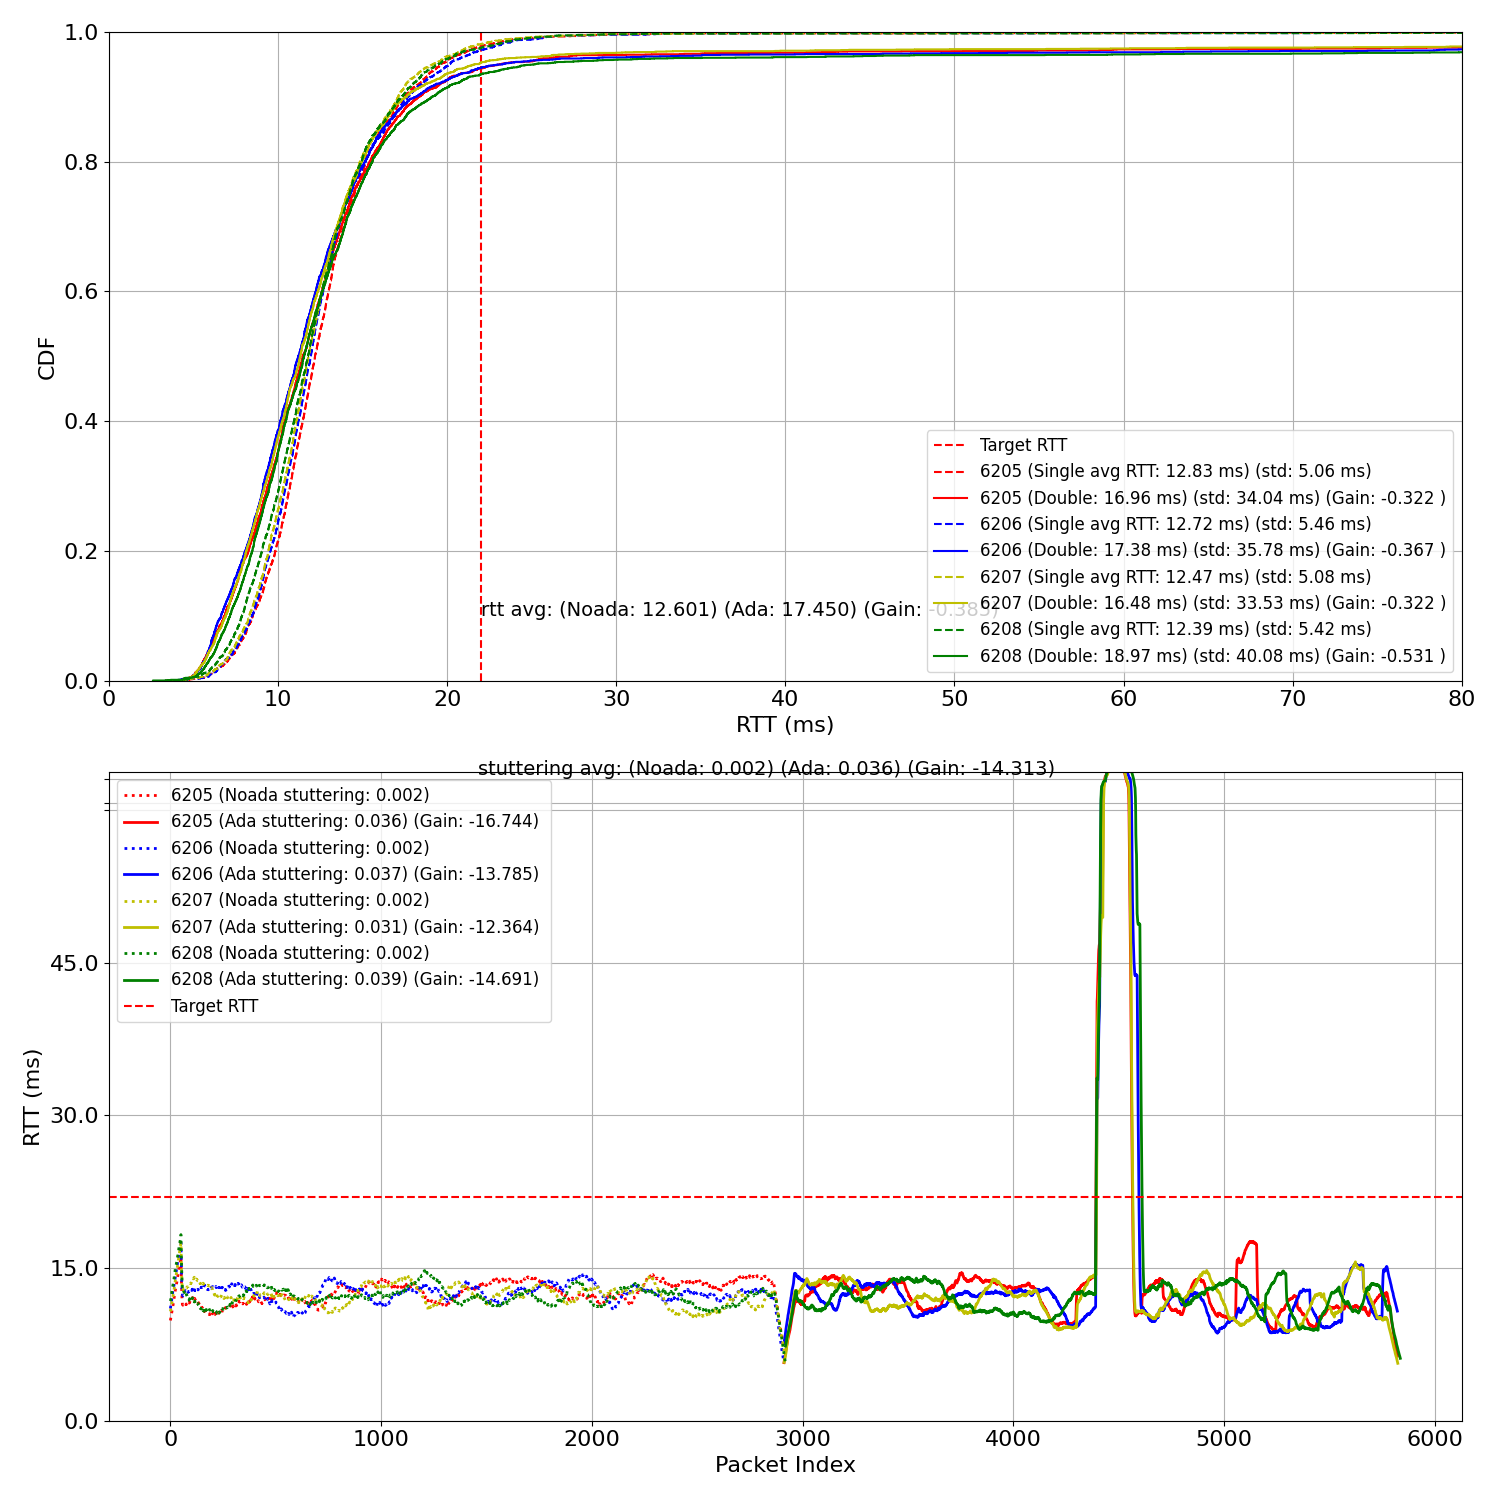 1.0
0.8
0.6
0.4
0.2
0.0
CDF
Target RTT
6205 (Single avg RTT: 12.83 ms) (std: 5.06 ms)
6205 (Double: 16.96 ms) (std: 34.04 ms) (Gain: -0.322 )
6206 (Single avg RTT: 12.72 ms) (std: 5.46 ms)
6206 (Double: 17.38 ms) (std: 35.78 ms) (Gain: -0.367 )
6207 (Single avg RTT: 12.47 ms) (std: 5.08 ms)
6207 (Double: 16.48 ms) (std: 33.53 ms) (Gain: -0.322 )
6208 (Single avg RTT: 12.39 ms) (std: 5.42 ms)
6208 (Double: 18.97 ms) (std: 40.08 ms) (Gain: -0.531 )
rtt avg: (Noada: 12.601) (Ada: 17.450) (Gain: -0.385)
0 10 20 30 40 50 60 70 80
RTT (ms)
stuttering avg: (Noada: 0.002) (Ada: 0.036) (Gain: -14.313)
6205 (Noada stuttering: 0.002)
6205 (Ada stuttering: 0.036) (Gain: -16.744)
6206 (Noada stuttering: 0.002)
6206 (Ada stuttering: 0.037) (Gain: -13.785)
6207 (Noada stuttering: 0.002)
6207 (Ada stuttering: 0.031) (Gain: -12.364)
6208 (Noada stuttering: 0.002)
6208 (Ada stuttering: 0.039) (Gain: -14.691)
Target RTT
45.0
30.0
15.0
0.0
RTT (ms)
0 1000 2000 3000 4000 5000 6000
Packet Index